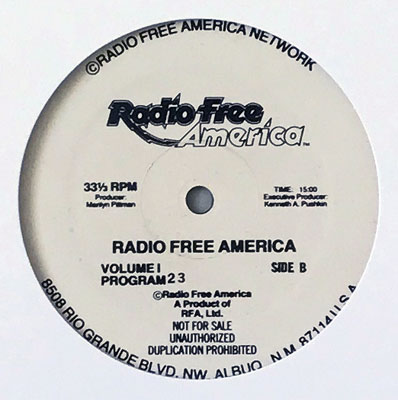 ©RADIO FREE AMERICA NETWORK
Radio Free
America™
33⅓ RPM
Producer:
Marilyn Pittman
TIME: 15:00
Executive Producer:
Kenneth A. Pushkin
RADIO FREE AMERICA
VOLUME I
PROGRAM 23
SIDE B
©Radio Free America
A Product of
RFA, Ltd.
NOT FOR SALE
UNAUTHORIZED
DUPLICATION PROHIBITED
8508 RIO GRANDE BLVD. NW, ALBUQ. N.M. 87114 U.S.A.